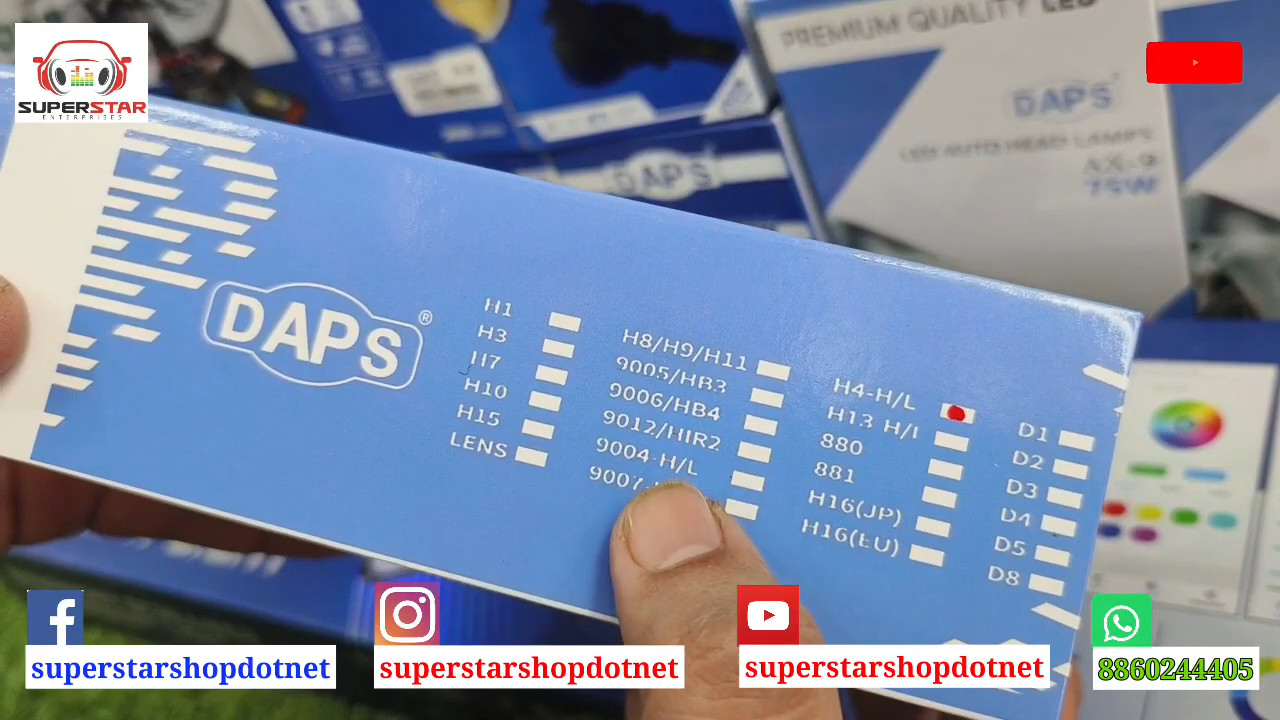 SUPERSTAR
ENTERPRISES
PREMIUM QUALITY LED
DAPS
LED AUTO HEAD LAMPS
75W
DAPS
DAPS®
H1
H3
H7
H10
H15
LENS
H8/H9/H11
9005/HB3
9006/HB4
9012/HIR2
9004-H/L
9007-
H4-H/L
H13 H/L
880
881
H16(JP)
H16(EU)
D1
D2
D3
D4
D5
D8
superstarshopdotnet
superstarshopdotnet
superstarshopdotnet
8860244405